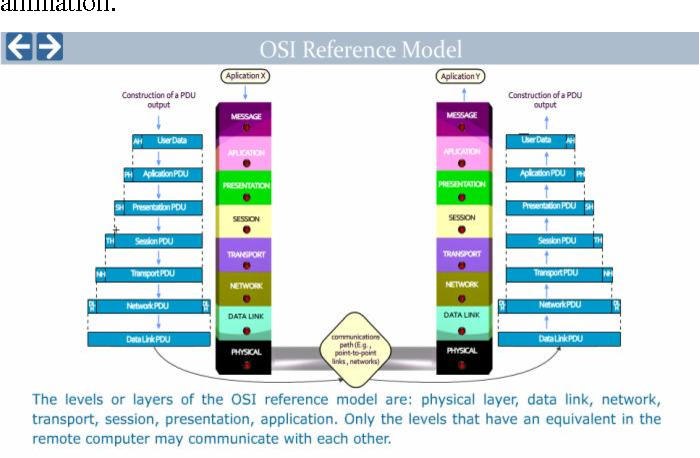 animation.
OSI Reference Model
Aplication X
Aplication Y
Construction of a PDU
output
Construction of a PDU
output
MESSAGE
APLICATION
PRESENTATION
SESSION
TRANSPORT
NETWORK
DATA LINK
PHYSICAL
MESSAGE
APLICATION
PRESENTATION
SESSION
TRANSPORT
NETWORK
DATA LINK
PHYSICAL
AH User Data
PH Aplication PDU
SH Presentation PDU
TH Session PDU
NH Transport PDU
Network PDU
Data Link PDU
User Data AH
Aplication PDU PH
Presentation PDU SH
Session PDU TH
Transport PDU NH
Network PDU
Data Link PDU
communications
path (E.g.,
point-to-point
links, networks)
The levels or layers of the OSI reference model are: physical layer, data link, network,
transport, session, presentation, application. Only the levels that have an equivalent in the
remote computer may communicate with each other.